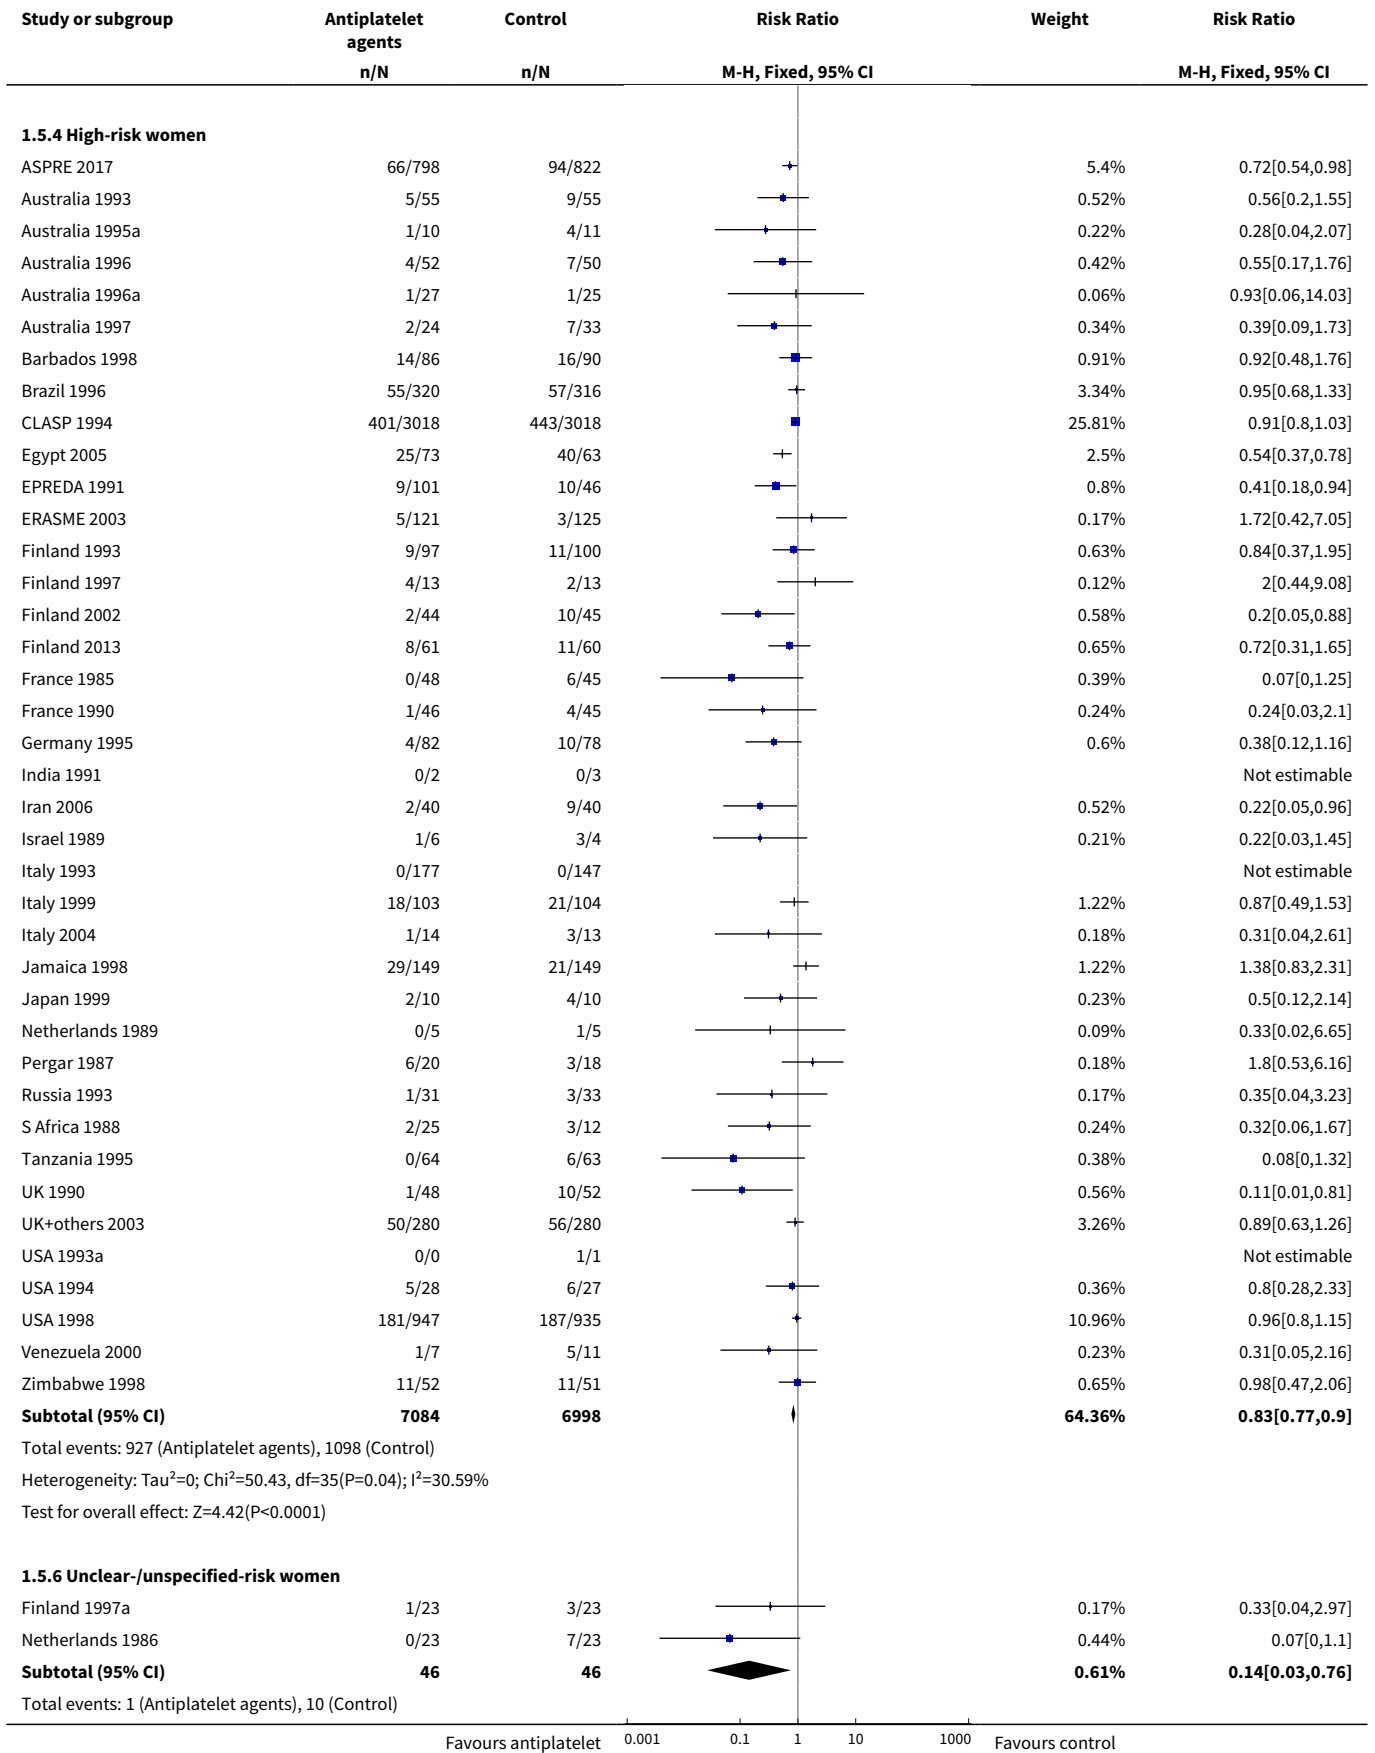 Study or subgroup Antiplatelet agents Control Risk Ratio Weight Risk Ratio
n/N n/N M-H, Fixed, 95% CI M-H, Fixed, 95% CI
1.5.4 High-risk women
ASPRE 2017 66/798 94/822 5.4% 0.72[0.54,0.98]
Australia 1993 5/55 9/55 0.52% 0.56[0.2,1.55]
Australia 1995a 1/10 4/11 0.22% 0.28[0.04,2.07]
Australia 1996 4/52 7/50 0.42% 0.55[0.17,1.76]
Australia 1996a 1/27 1/25 0.06% 0.93[0.06,14.03]
Australia 1997 2/24 7/33 0.34% 0.39[0.09,1.73]
Barbados 1998 14/86 16/90 0.91% 0.92[0.48,1.76]
Brazil 1996 55/320 57/316 3.34% 0.95[0.68,1.33]
CLASP 1994 401/3018 443/3018 25.81% 0.91[0.8,1.03]
Egypt 2005 25/73 40/63 2.5% 0.54[0.37,0.78]
EPREDA 1991 9/101 10/46 0.8% 0.41[0.18,0.94]
ERASME 2003 5/121 3/125 0.17% 1.72[0.42,7.05]
Finland 1993 9/97 11/100 0.63% 0.84[0.37,1.95]
Finland 1997 4/13 2/13 0.12% 2[0.44,9.08]
Finland 2002 2/44 10/45 0.58% 0.2[0.05,0.88]
Finland 2013 8/61 11/60 0.65% 0.72[0.31,1.65]
France 1985 0/48 6/45 0.39% 0.07[0,1.25]
France 1990 1/46 4/45 0.24% 0.24[0.03,2.1]
Germany 1995 4/82 10/78 0.6% 0.38[0.12,1.16]
India 1991 0/2 0/3 Not estimable
Iran 2006 2/40 9/40 0.52% 0.22[0.05,0.96]
Israel 1989 1/6 3/4 0.21% 0.22[0.03,1.45]
Italy 1993 0/177 0/147 Not estimable
Italy 1999 18/103 21/104 1.22% 0.87[0.49,1.53]
Italy 2004 1/14 3/13 0.18% 0.31[0.04,2.61]
Jamaica 1998 29/149 21/149 1.22% 1.38[0.83,2.31]
Japan 1999 2/10 4/10 0.23% 0.5[0.12,2.14]
Netherlands 1989 0/5 1/5 0.09% 0.33[0.02,6.65]
Pergar 1987 6/20 3/18 0.18% 1.8[0.53,6.16]
Russia 1993 1/31 3/33 0.17% 0.35[0.04,3.23]
S Africa 1988 2/25 3/12 0.24% 0.32[0.06,1.67]
Tanzania 1995 0/64 6/63 0.38% 0.08[0,1.32]
UK 1990 1/48 10/52 0.56% 0.11[0.01,0.81]
UK+others 2003 50/280 56/280 3.26% 0.89[0.63,1.26]
USA 1993a 0/0 1/1 Not estimable
USA 1994 5/28 6/27 0.36% 0.8[0.28,2.33]
USA 1998 181/947 187/935 10.96% 0.96[0.8,1.15]
Venezuela 2000 1/7 5/11 0.23% 0.31[0.05,2.16]
Zimbabwe 1998 11/52 11/51 0.65% 0.98[0.47,2.06]
Subtotal (95% CI) 7084 6998 64.36% 0.83[0.77,0.9]
Total events: 927 (Antiplatelet agents), 1098 (Control)
Heterogeneity: Tau²=0; Chi²=50.43, df=35(P=0.04); I²=30.59%
Test for overall effect: Z=4.42(P<0.0001)
1.5.6 Unclear-/unspecified-risk women
Finland 1997a 1/23 3/23 0.17% 0.33[0.04,2.97]
Netherlands 1986 0/23 7/23 0.44% 0.07[0,1.1]
Subtotal (95% CI) 46 46 0.61% 0.14[0.03,0.76]
Total events: 1 (Antiplatelet agents), 10 (Control)
Favours antiplatelet 0.001 0.1 1 10 1000 Favours control